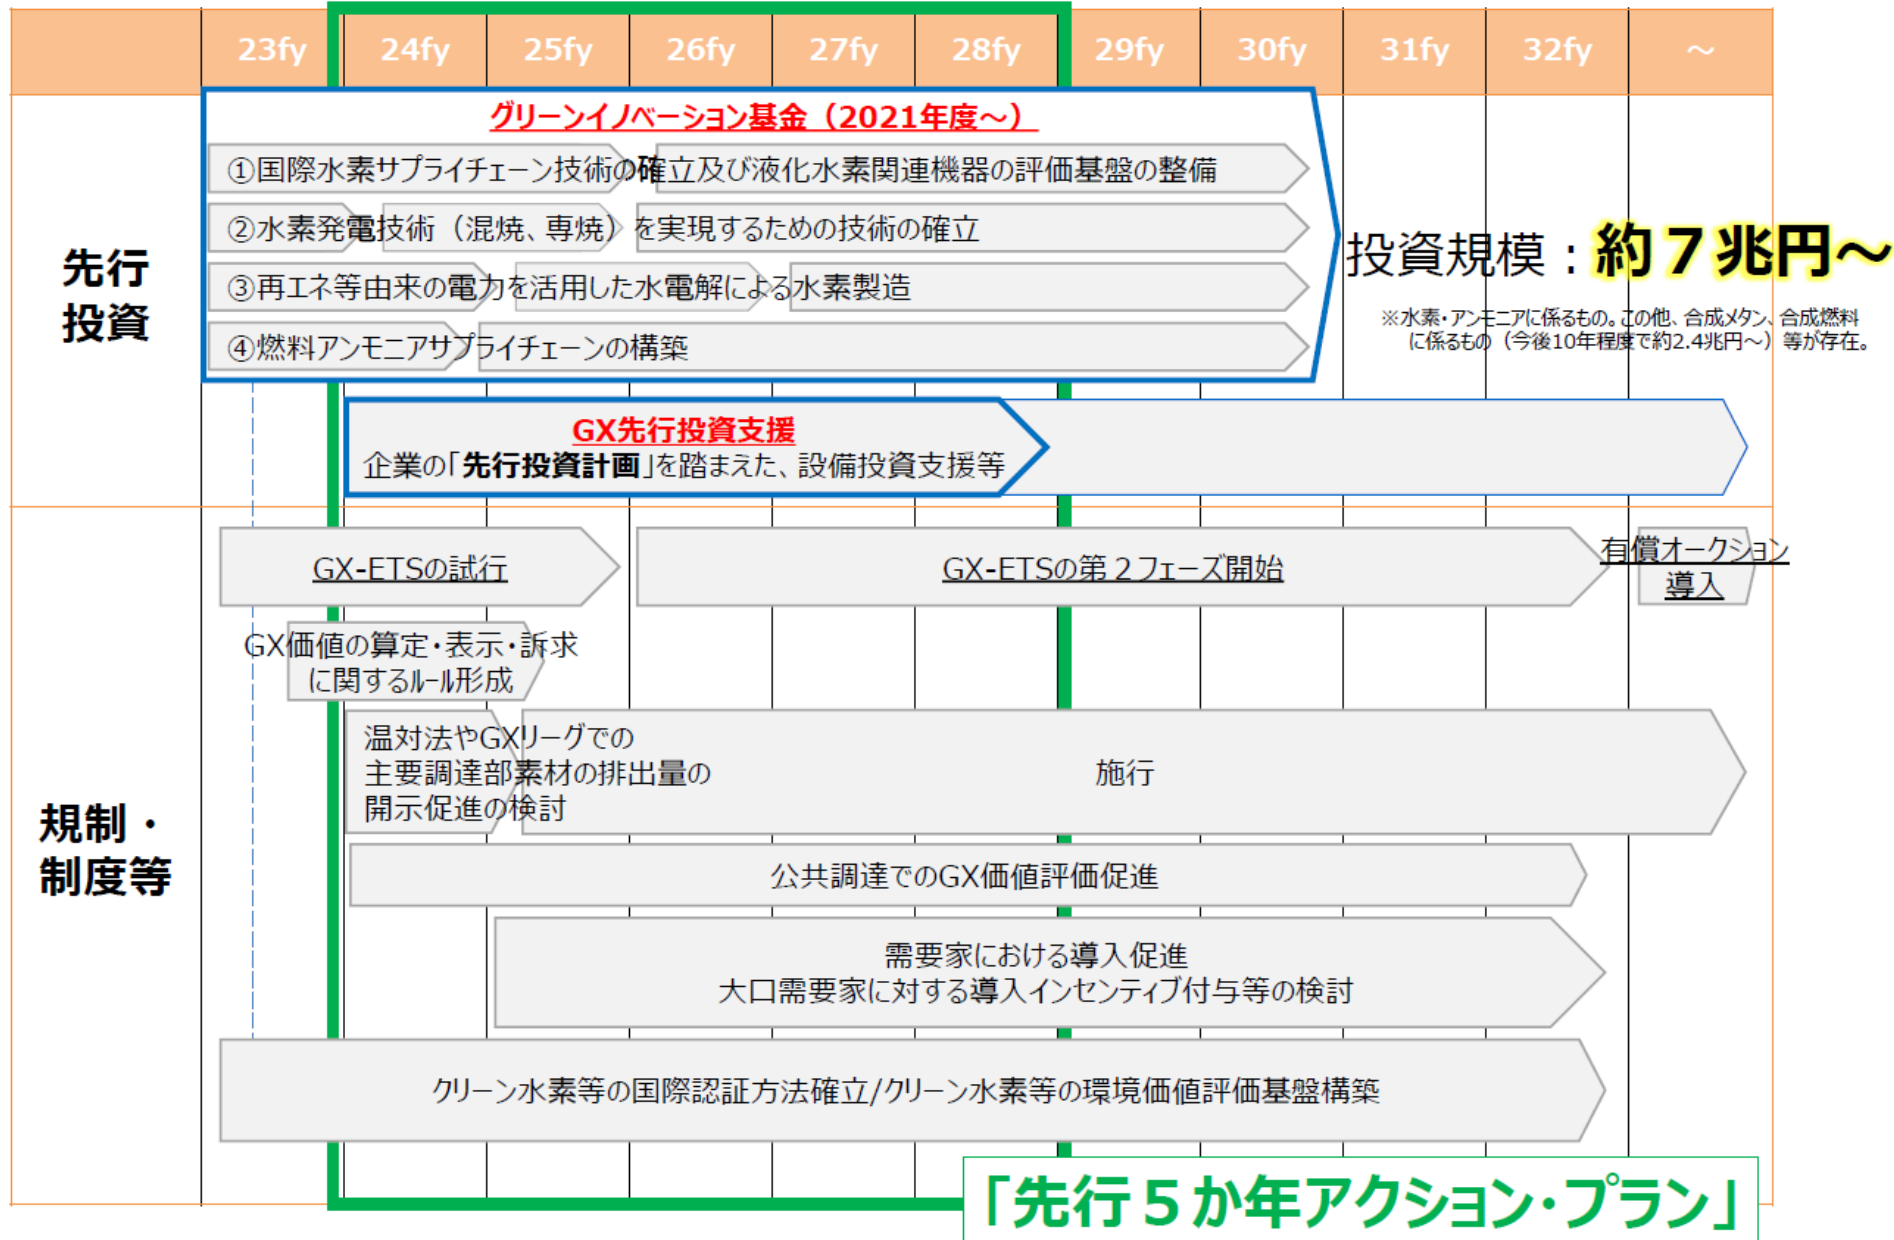 23fy 24fy 25fy 26fy 27fy 28fy 29fy 30fy 31fy 32fy ～
先行
投資
グリーンイノベーション基金（2021年度～）
①国際水素サプライチェーン技術の確立及び液化水素関連機器の評価基盤の整備
②水素発電技術（混焼、専焼）を実現するための技術の確立
③再エネ等由来の電力を活用した水電解による水素製造
④燃料アンモニアサプライチェーンの構築
投資規模：約７兆円～
※水素・アンモニアに係るもの。この他、合成メタン、合成燃料
に係るもの（今後10年程度で約2.4兆円～）等が存在。
GX先行投資支援
企業の「先行投資計画」を踏まえた、設備投資支援等
規制・
制度等
GX-ETSの試行
GX-ETSの第２フェーズ開始
有償オークション
導入
GX価値の算定・表示・訴求
に関するルール形成
温対法やGXリーグでの
主要調達部素材の排出量の
開示促進の検討
施行
公共調達でのGX価値評価促進
需要家における導入促進
大口需要家に対する導入インセンティブ付与等の検討
クリーン水素等の国際認証方法確立/クリーン水素等の環境価値評価基盤構築
「先行５か年アクション・プラン」